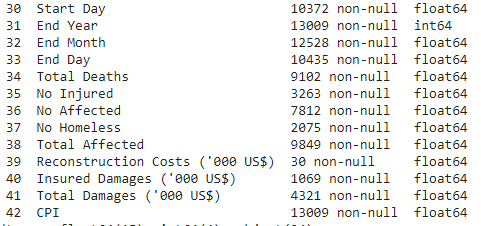 30 Start Day 10372 non-null float64
31 End Year 13009 non-null int64
32 End Month 12528 non-null float64
33 End Day 10435 non-null float64
34 Total Deaths 9102 non-null float64
35 No Injured 3263 non-null float64
36 No Affected 7812 non-null float64
37 No Homeless 2075 non-null float64
38 Total Affected 9849 non-null float64
39 Reconstruction Costs ('000 US$) 30 non-null float64
40 Insured Damages ('000 US$) 1069 non-null float64
41 Total Damages ('000 US$) 4321 non-null float64
42 CPI 13009 non-null float64